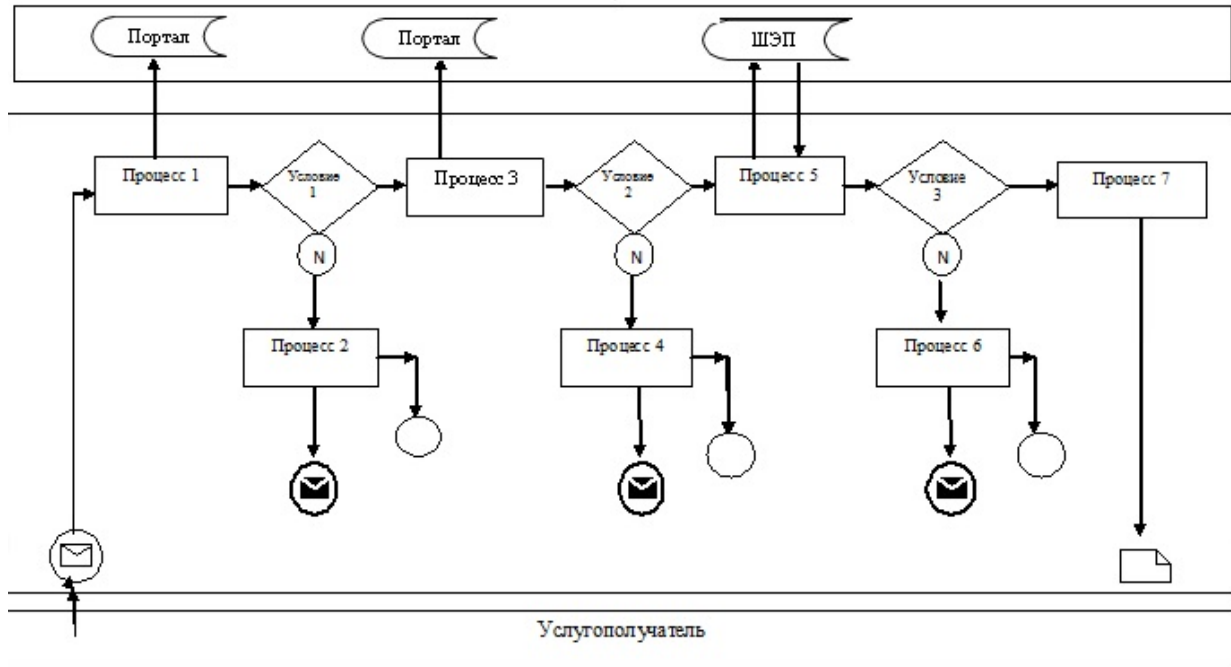 Портал
Портал
ШЭП
Процесс 1
Условие
1
Процесс 3
Условие
2
Процесс 5
Условие
3
Процесс 7
N
N
N
Процесс 2
Процесс 4
Процесс 6
Услугополучатель